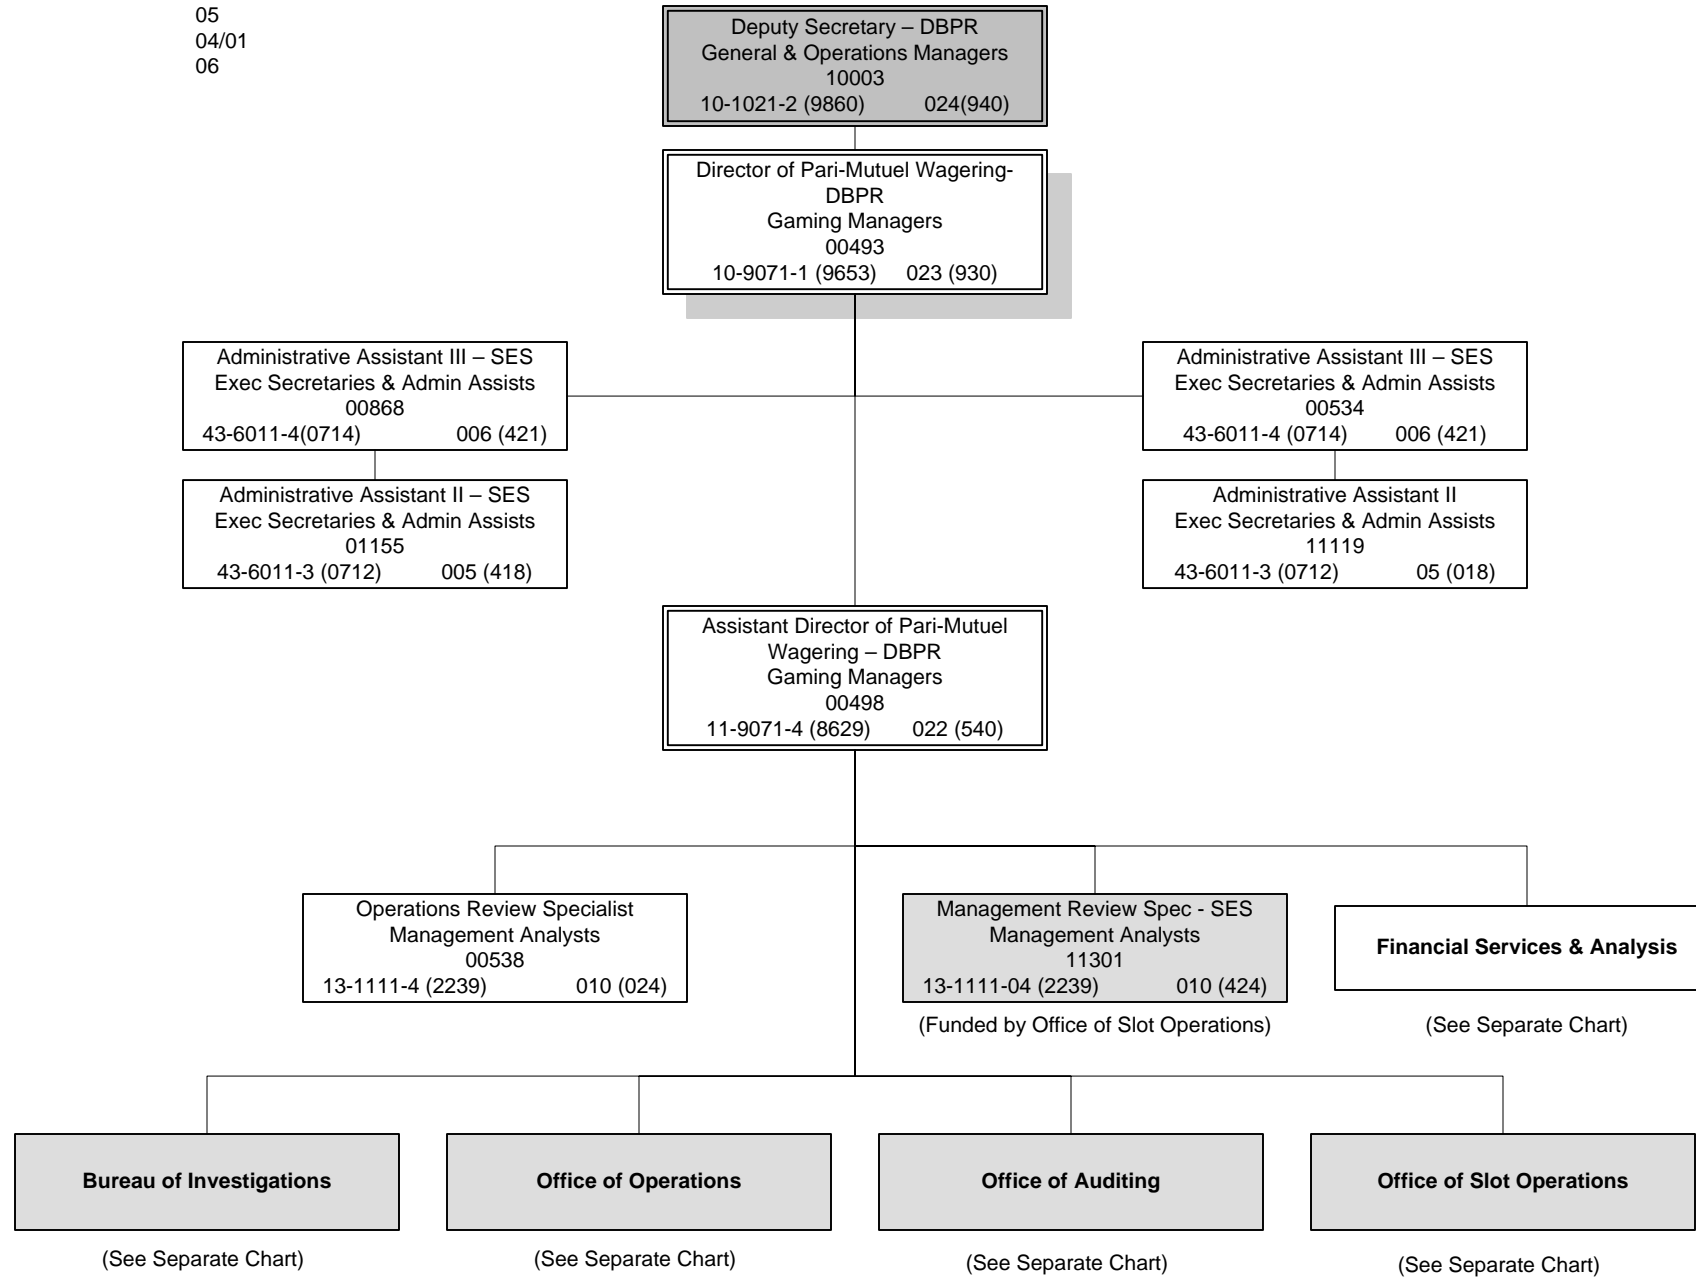 05
04/01
06
Deputy Secretary – DBPR
General & Operations Managers
10003
10-1021-2 (9860) 024(940)
Director of Pari-Mutuel Wagering-
DBPR
Gaming Managers
00493
10-9071-1 (9653) 023 (930)
Administrative Assistant III – SES
Exec Secretaries & Admin Assists
00868
43-6011-4(0714) 006 (421)
Administrative Assistant III – SES
Exec Secretaries & Admin Assists
00534
43-6011-4 (0714) 006 (421)
Administrative Assistant II – SES
Exec Secretaries & Admin Assists
01155
43-6011-3 (0712) 005 (418)
Administrative Assistant II
Exec Secretaries & Admin Assists
11119
43-6011-3 (0712) 05 (018)
Assistant Director of Pari-Mutuel
Wagering – DBPR
Gaming Managers
00498
11-9071-4 (8629) 022 (540)
Operations Review Specialist
Management Analysts
00538
13-1111-4 (2239) 010 (024)
Management Review Spec - SES
Management Analysts
11301
13-1111-04 (2239) 010 (424)
(Funded by Office of Slot Operations)
Financial Services & Analysis
(See Separate Chart)
Bureau of Investigations
(See Separate Chart)
Office of Operations
(See Separate Chart)
Office of Auditing
(See Separate Chart)
Office of Slot Operations
(See Separate Chart)